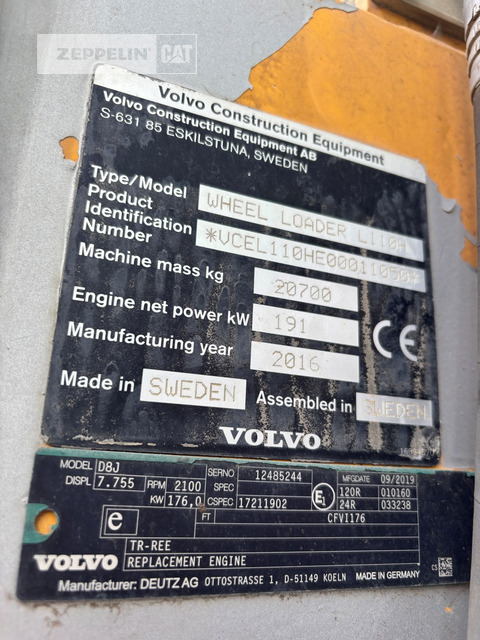 ZEPPELIN CAT
Volvo Construction Equipment
Volvo Construction Equipment AB
S-631 85 ESKILSTUNA, SWEDEN
Type/Model WHEEL LOADER L110H
Product Identification Number *VCEL110HE00011050*
Machine mass kg 20700
Engine net power kW 191
Manufacturing year 2016
CE
Made in SWEDEN Assembled in SWEDEN
VOLVO
MODEL D8J SERNO 12485244 MFGDATE 09/2019
DISPL 7.755 RPM 2100 SPEC 120R 010160
KW 176,0 CSPEC 17211902 E1 24R 033238
e FT CFVI176
TR-REE
VOLVO REPLACEMENT ENGINE
Manufacturer: DEUTZ AG OTTOSTRASSE 1, D-51149 KOELN MADE IN GERMANY